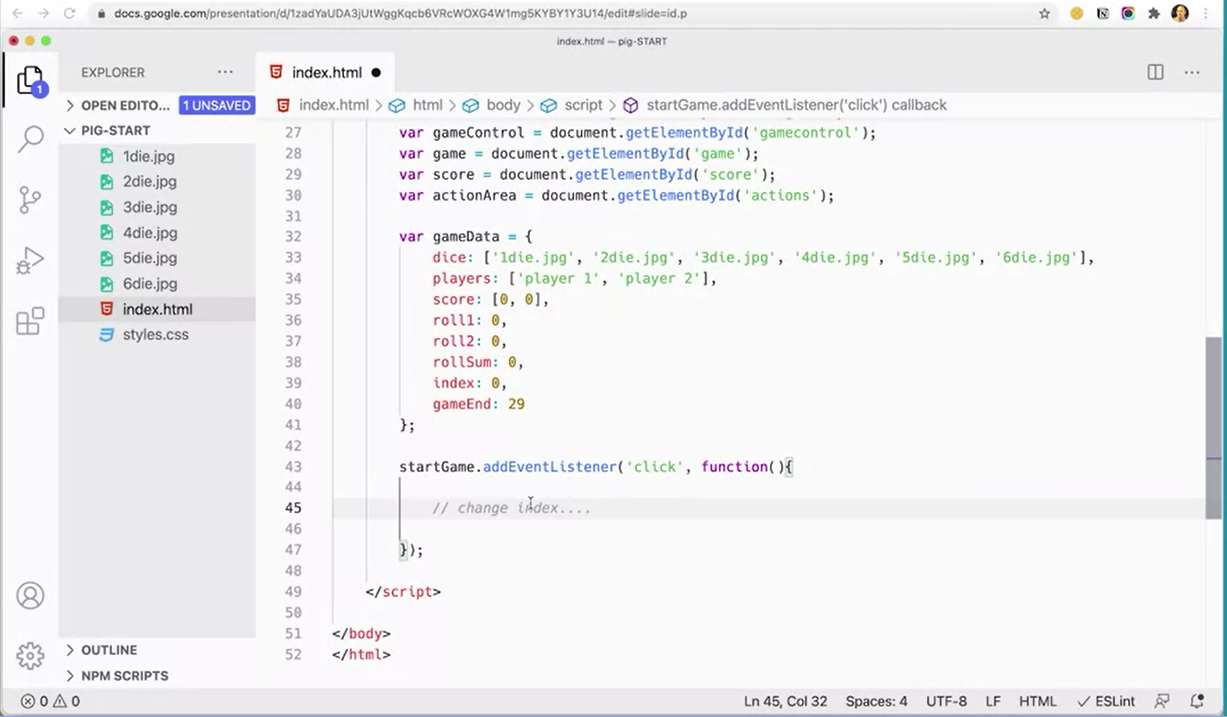 docs.google.com/presentation/d/1zadYaUDA3jUtWggKqcb6VRcWOXG4W1mg5KYBY1Y3U14/edit#slide=id.p
index.html — pig-START
EXPLORER
index.html
OPEN EDITO...
1 UNSAVED
index.html > html > body > script > startGame.addEventListener('click') callback
PIG-START
1die.jpg
2die.jpg
3die.jpg
4die.jpg
5die.jpg
6die.jpg
index.html
styles.css
OUTLINE
NPM SCRIPTS
1
27 var gameControl = document.getElementById('gamecontrol');
28 var game = document.getElementById('game');
29 var score = document.getElementById('score');
30 var actionArea = document.getElementById('actions');
31
32 var gameData = {
33 dice: ['1die.jpg', '2die.jpg', '3die.jpg', '4die.jpg', '5die.jpg', '6die.jpg'],
34 players: ['player 1', 'player 2'],
35 score: [0, 0],
36 roll1: 0,
37 roll2: 0,
38 rollSum: 0,
39 index: 0,
40 gameEnd: 29
41 };
42
43 startGame.addEventListener('click', function(){
44
45 // change index....
46
47 });
48
49 </script>
50
51 </body>
52 </html>
0 0
Ln 45, Col 32
Spaces: 4
UTF-8
LF
HTML
ESLint